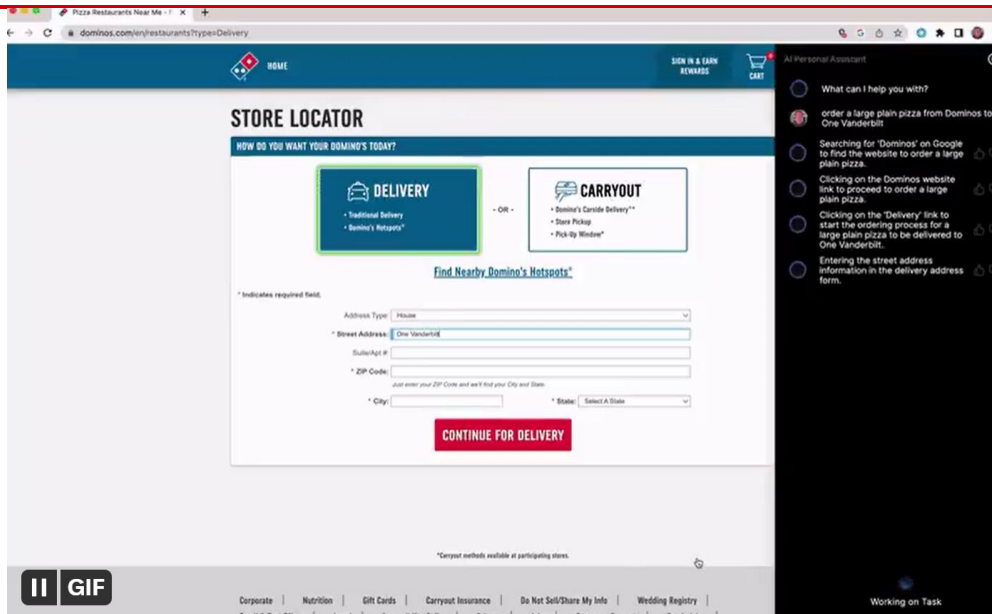 Pizza Restaurants Near Me -
dominos.com/en/restaurants?type=Delivery
HOME
SIGN IN & EARN
REWARDS
CART
STORE LOCATOR
HOW DO YOU WANT YOUR DOMINO'S TODAY?
DELIVERY
• Traditional Delivery
• Domino's Hotspots®
- OR -
CARRYOUT
• Domino's Carside Delivery™*
• Store Pickup
• Pick-Up Window*
Find Nearby Domino's Hotspots®
* Indicates required field.
Address Type: House
* Street Address: One Vanderbilt
Suite/Apt #:
* ZIP Code:
Just enter your ZIP Code and we'll find your City and State.
* City:
* State: Select A State
CONTINUE FOR DELIVERY
*Carryout methods available at participating stores.
Corporate | Nutrition | Gift Cards | Carryout Insurance | Do Not Sell/Share My Info | Wedding Registry |
AI Personal Assistant
What can I help you with?
order a large plain pizza from Dominos to
One Vanderbilt
Searching for 'Dominos' on Google
to find the website to order a large
plain pizza.
Clicking on the Dominos website
link to proceed to order a large
plain pizza.
Clicking on the 'Delivery' link to
start the ordering process for a
large plain pizza to be delivered to
One Vanderbilt.
Entering the street address
information in the delivery address
form.
Working on Task
GIF